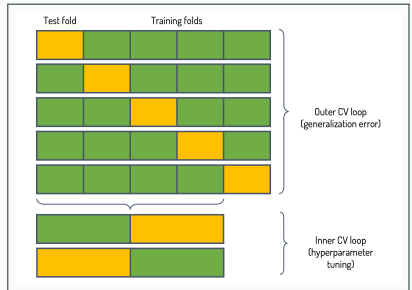 Test fold
Training folds
Outer CV loop
(generalization error)
Inner CV loop
(hyperparameter
tuning)